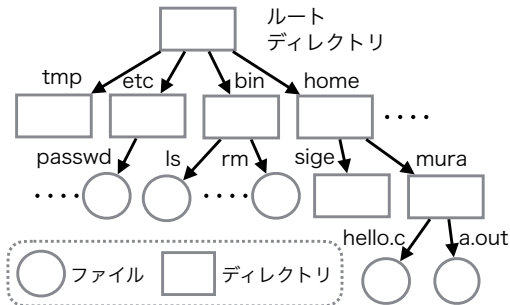 ルート
ディレクトリ
tmp
etc
bin
home
passwd
ls
rm
sige
mura
hello.c
a.out
ファイル
ディレクトリ